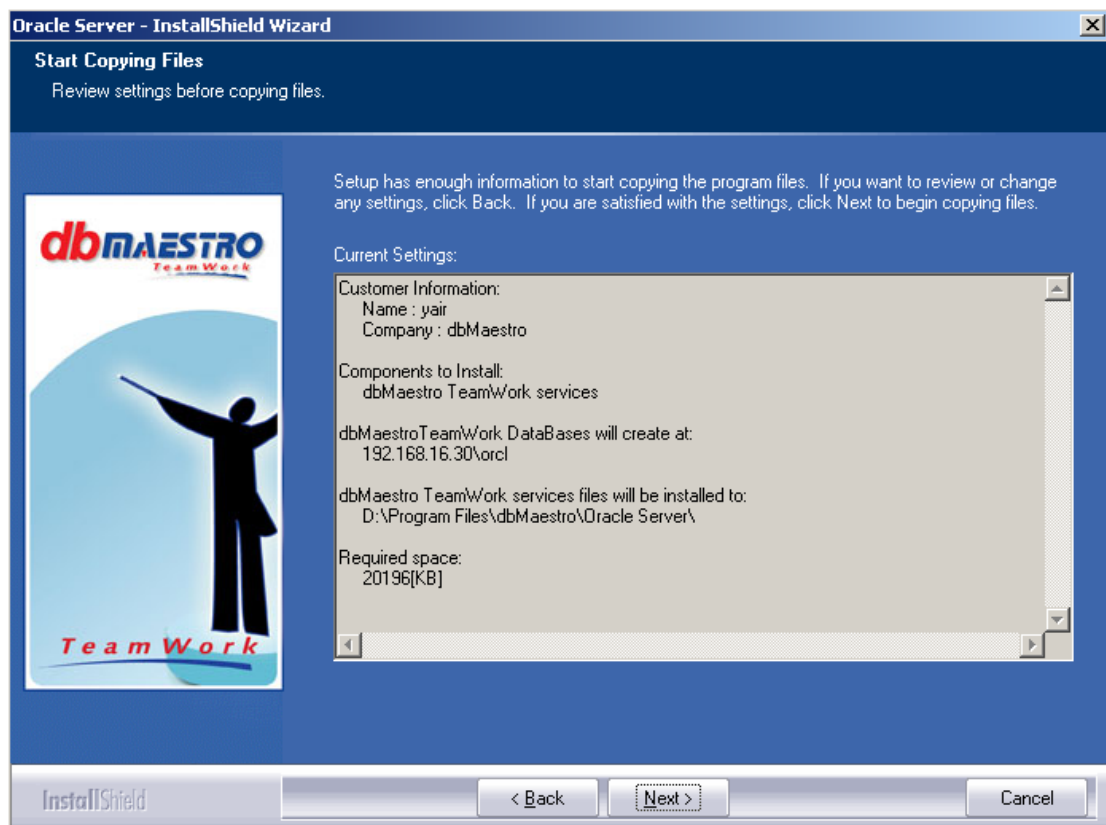 Oracle Server - InstallShield Wizard
Start Copying Files
Review settings before copying files.
Setup has enough information to start copying the program files. If you want to review or change
any settings, click Back. If you are satisfied with the settings, click Next to begin copying files.
dbMAESTRO
TeamWork
Current Settings:
Customer Information:
Name : yair
Company : dbMaestro
Components to Install:
dbMaestro TeamWork services
dbMaestroTeamWork DataBases will create at:
192.168.16.30\orcl
dbMaestro TeamWork services files will be installed to:
D:\Program Files\dbMaestro\Oracle Server\
Required space:
20196[KB]
TeamWork
InstallShield
< Back
Next >
Cancel